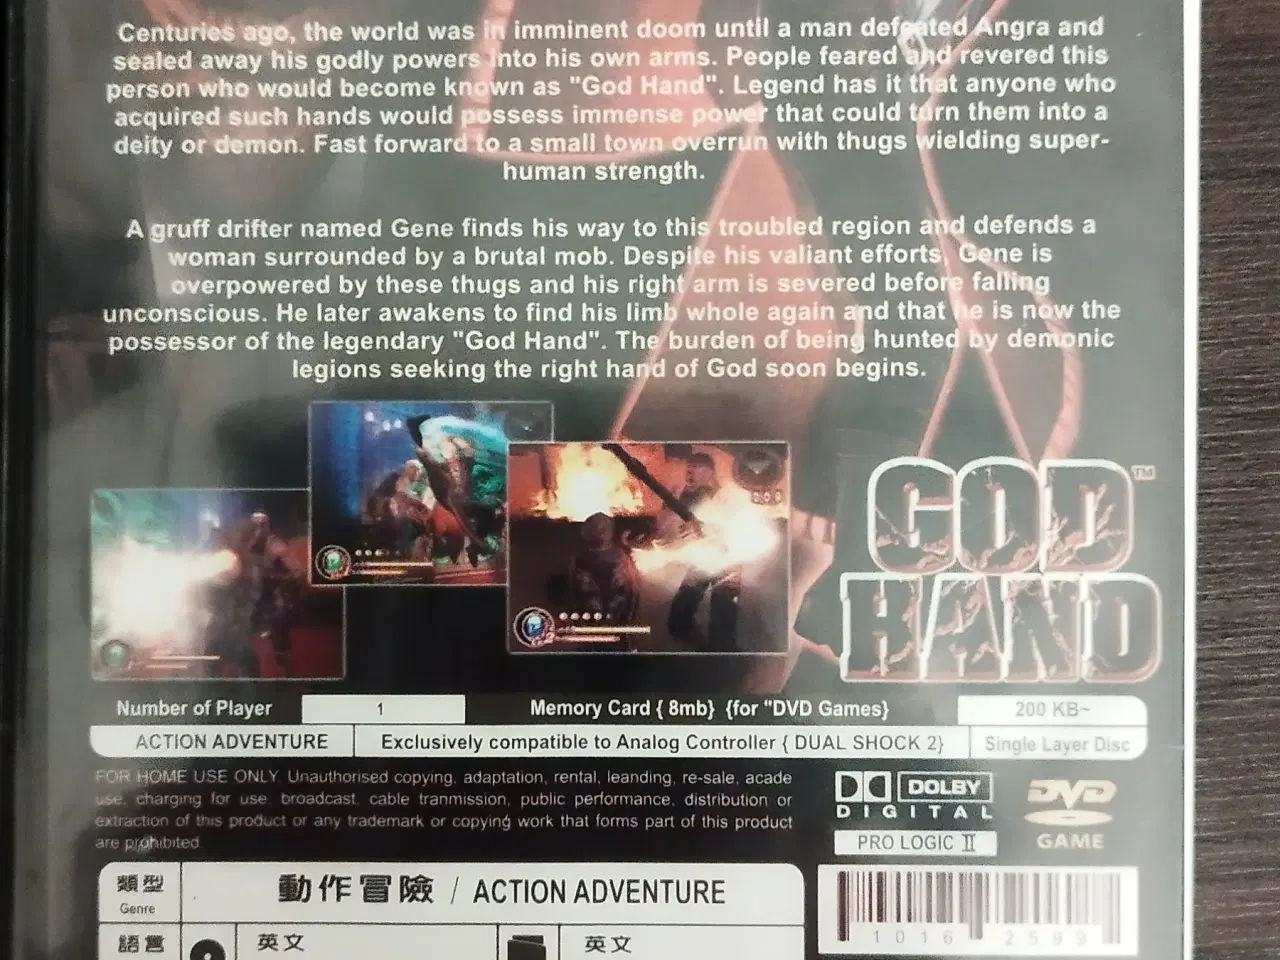 Centuries ago, the world was in imminent doom until a man defeated Angra and
sealed away his godly powers into his own arms. People feared and revered this
person who would become known as "God Hand". Legend has it that anyone who
acquired such hands would possess immense power that could turn them into a
deity or demon. Fast forward to a small town overrun with thugs wielding super-
human strength.
A gruff drifter named Gene finds his way to this troubled region and defends a
woman surrounded by a brutal mob. Despite his valiant efforts, Gene is
overpowered by these thugs and his right arm is severed before falling
unconscious. He later awakens to find his limb whole again and that he is now the
possessor of the legendary "God Hand". The burden of being hunted by demonic
legions seeking the right hand of God soon begins.
GOD™
HAND
Number of Player 1 Memory Card { 8mb} {for "DVD Games} 200 KB~
ACTION ADVENTURE Exclusively compatible to Analog Controller { DUAL SHOCK 2} Single Layer Disc
FOR HOME USE ONLY. Unauthorised copying, adaptation, rental, leanding, re-sale, acade
use, charging for use, broadcast, cable tranmission, public performance, distribution or
extraction of this product or any trademark or copying work that forms part of this product
are prohibited
DOLBY
DIGITAL
PRO LOGIC II
DVD
GAME
類型 動作冒險 / ACTION ADVENTURE
Genre
語言 英文 英文
1016 2599